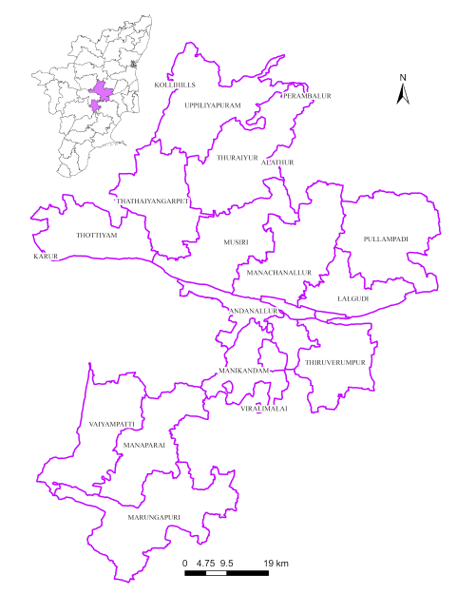 N
KOLLIHILLS
PERAMBALUR
UPPILIYAPURAM
THURAIYUR
ALATHUR
THATHAIYANGARPET
THOTTIYAM
MUSIRI
PULLAMPADI
KARUR
MANACHANALLUR
LALGUDI
ANDANALLUR
THIRUVERUMPUR
MANIKANDAM
VIRALIMALAI
VAIYAMPATTI
MANAPARAI
MARUNGAPURI
0 4.75 9.5 19 km